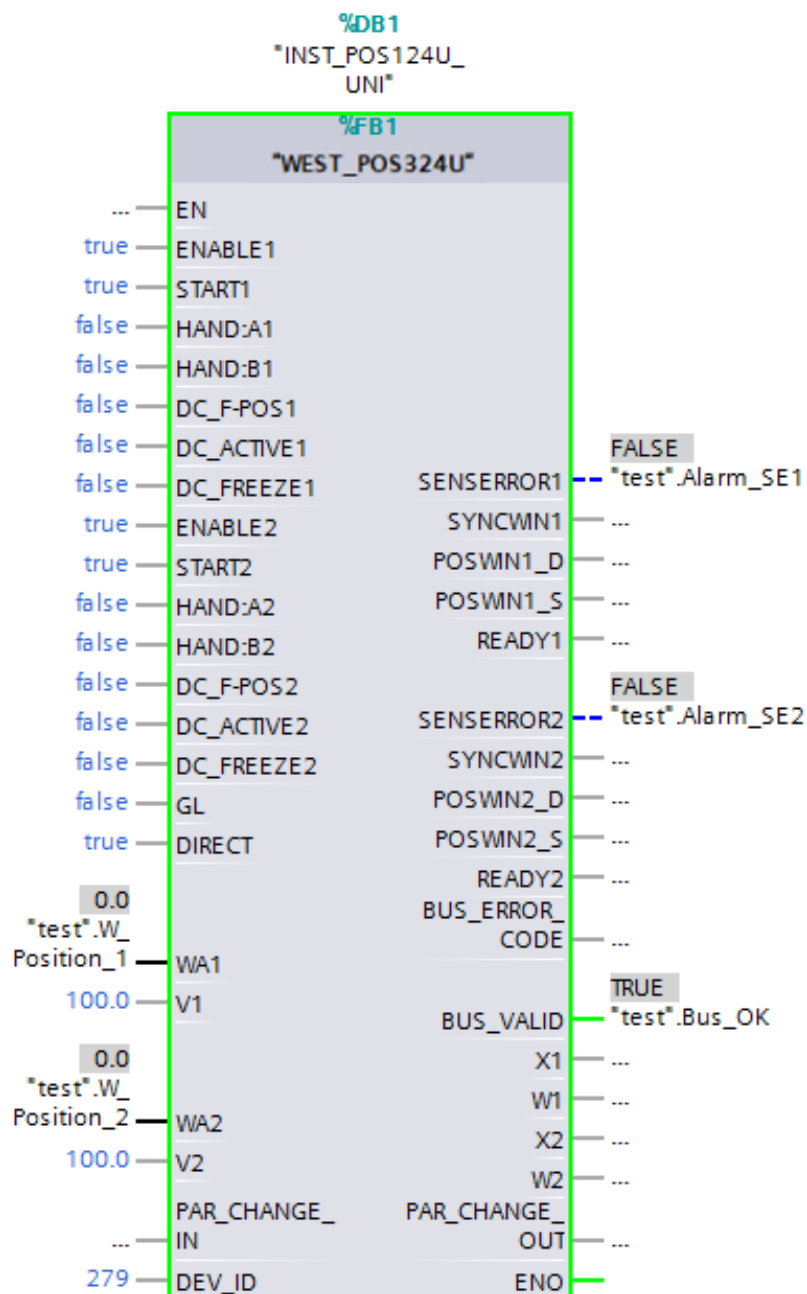 %DB1
"INST_POS124U_
UNI"
%FB1
"WEST_POS324U"
... EN
true ENABLE1
true START1
false HAND:A1
false HAND:B1
false DC_F-POS1
false DC_ACTIVE1
FALSE
false DC_FREEZE1 SENSERROR1 "test".Alarm_SE1
true ENABLE2 SYNCWIN1 ...
true START2 POSWIN1_D ...
false HAND:A2 POSWIN1_S ...
false HAND:B2 READY1 ...
false DC_F-POS2 FALSE
false DC_ACTIVE2 SENSERROR2 "test".Alarm_SE2
false DC_FREEZE2 SYNCWIN2 ...
false GL POSWIN2_D ...
true DIRECT POSWIN2_S ...
READY2 ...
0.0
"test".W_
Position_1 WA1
BUS_ERROR_
CODE ...
100.0 V1
TRUE
BUS_VALID "test".Bus_OK
0.0
"test".W_
Position_2 WA2
X1 ...
W1 ...
100.0 V2
X2 ...
W2 ...
PAR_CHANGE_
... IN
PAR_CHANGE_
OUT ...
279 DEV_ID ENO